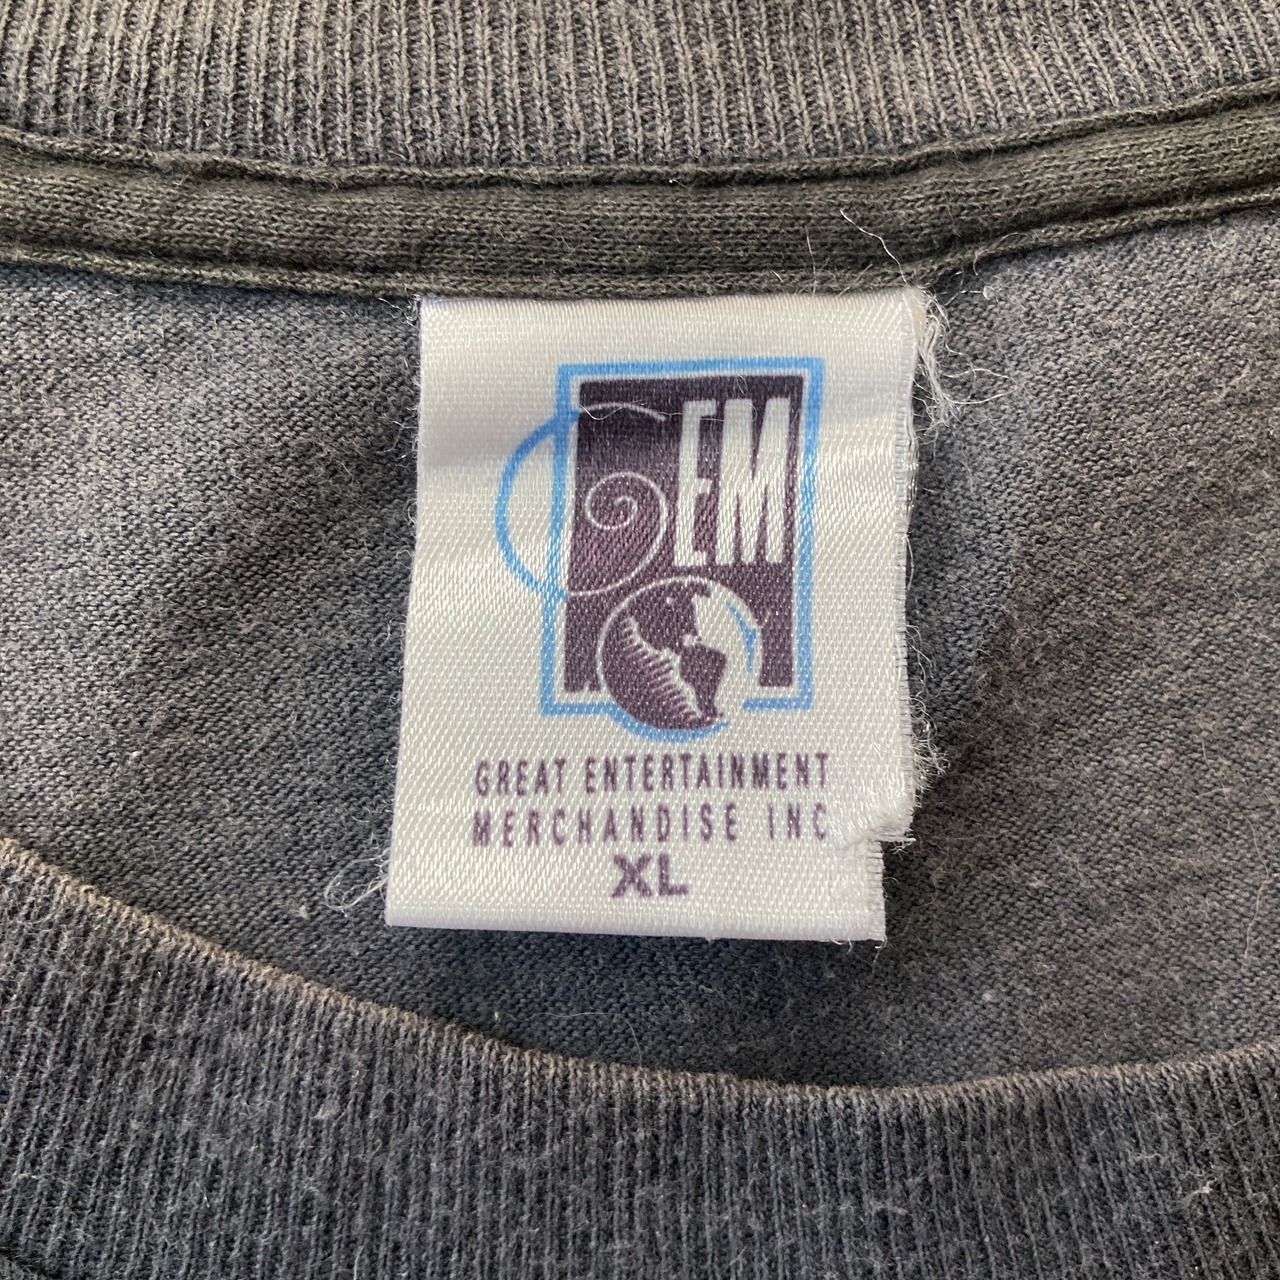 GEM
GREAT ENTERTAINMENT
MERCHANDISE INC
XL